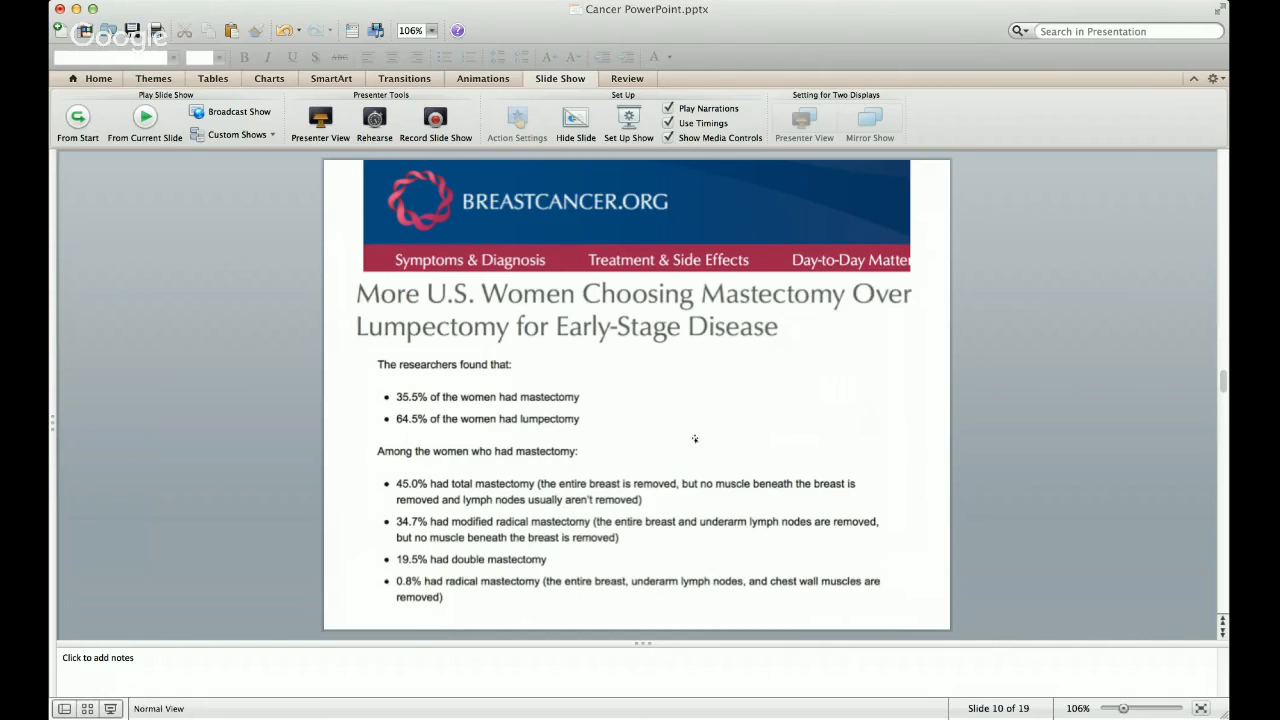 Cancer PowerPoint.pptx
Google
106%
Search in Presentation
Home Themes Tables Charts SmartArt Transitions Animations Slide Show Review
Play Slide Show Presenter Tools Set Up Setting for Two Displays
From Start
From Current Slide
Broadcast Show
Custom Shows
Presenter View
Rehearse
Record Slide Show
Action Settings
Hide Slide
Set Up Show
Play Narrations
Use Timings
Show Media Controls
Presenter View
Mirror Show
BREASTCANCER.ORG
Symptoms & Diagnosis Treatment & Side Effects Day-to-Day Matter
More U.S. Women Choosing Mastectomy Over
Lumpectomy for Early-Stage Disease
The researchers found that:
• 35.5% of the women had mastectomy
• 64.5% of the women had lumpectomy
Among the women who had mastectomy:
• 45.0% had total mastectomy (the entire breast is removed, but no muscle beneath the breast is
removed and lymph nodes usually aren't removed)
• 34.7% had modified radical mastectomy (the entire breast and underarm lymph nodes are removed,
but no muscle beneath the breast is removed)
• 19.5% had double mastectomy
• 0.8% had radical mastectomy (the entire breast, underarm lymph nodes, and chest wall muscles are
removed)
Click to add notes
Normal View Slide 10 of 19 106%